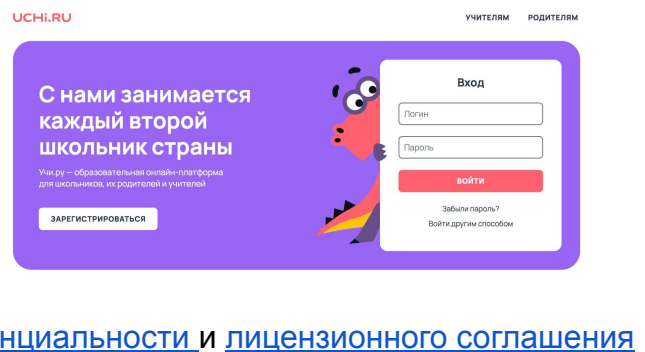 UCHi.RU
УЧИТЕЛЯМ РОДИТЕЛЯМ
С нами занимается
каждый второй
школьник страны
Учи.ру — образовательная онлайн-платформа
для школьников, их родителей и учителей
ЗАРЕГИСТРИРОВАТЬСЯ
Вход
Логин
Пароль
ВОЙТИ
Забыли пароль?
Войти другим способом
нциальности и лицензионного соглашения